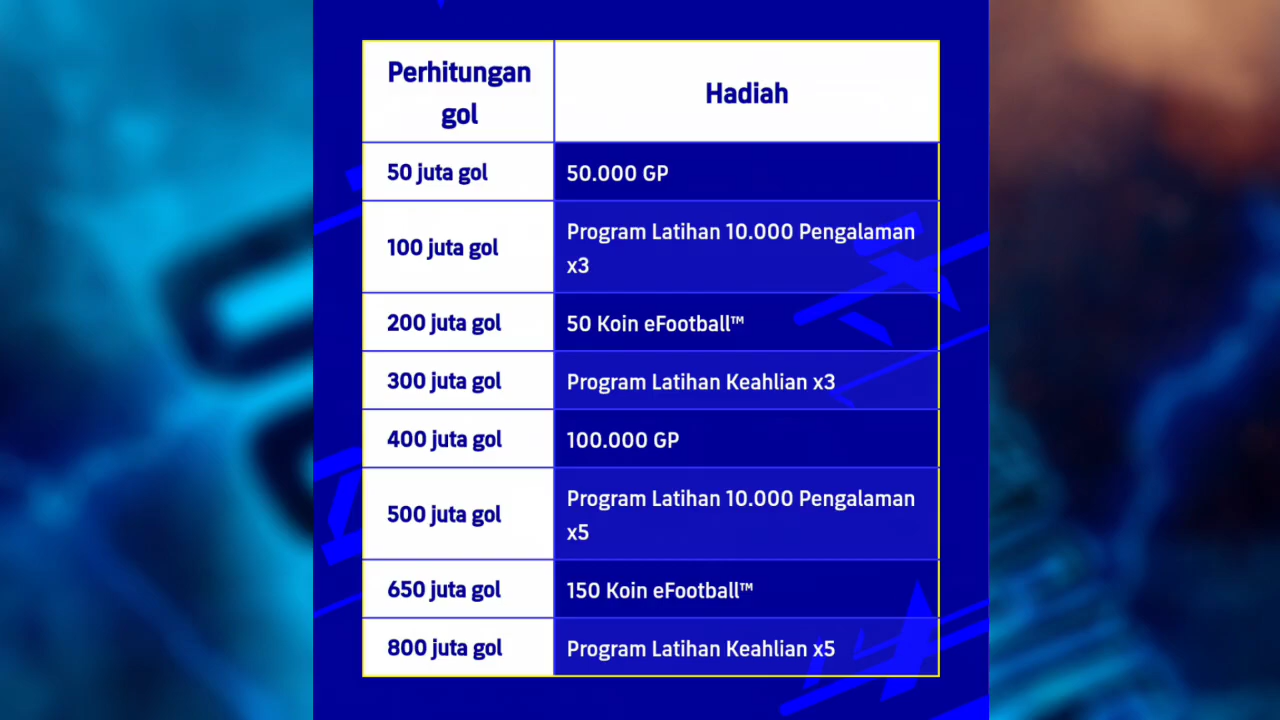 Perhitungan
gol
Hadiah
50 juta gol
50.000 GP
100 juta gol
Program Latihan 10.000 Pengalaman
x3
200 juta gol
50 Koin eFootball™
300 juta gol
Program Latihan Keahlian x3
400 juta gol
100.000 GP
500 juta gol
Program Latihan 10.000 Pengalaman
x5
650 juta gol
150 Koin eFootball™
800 juta gol
Program Latihan Keahlian x5